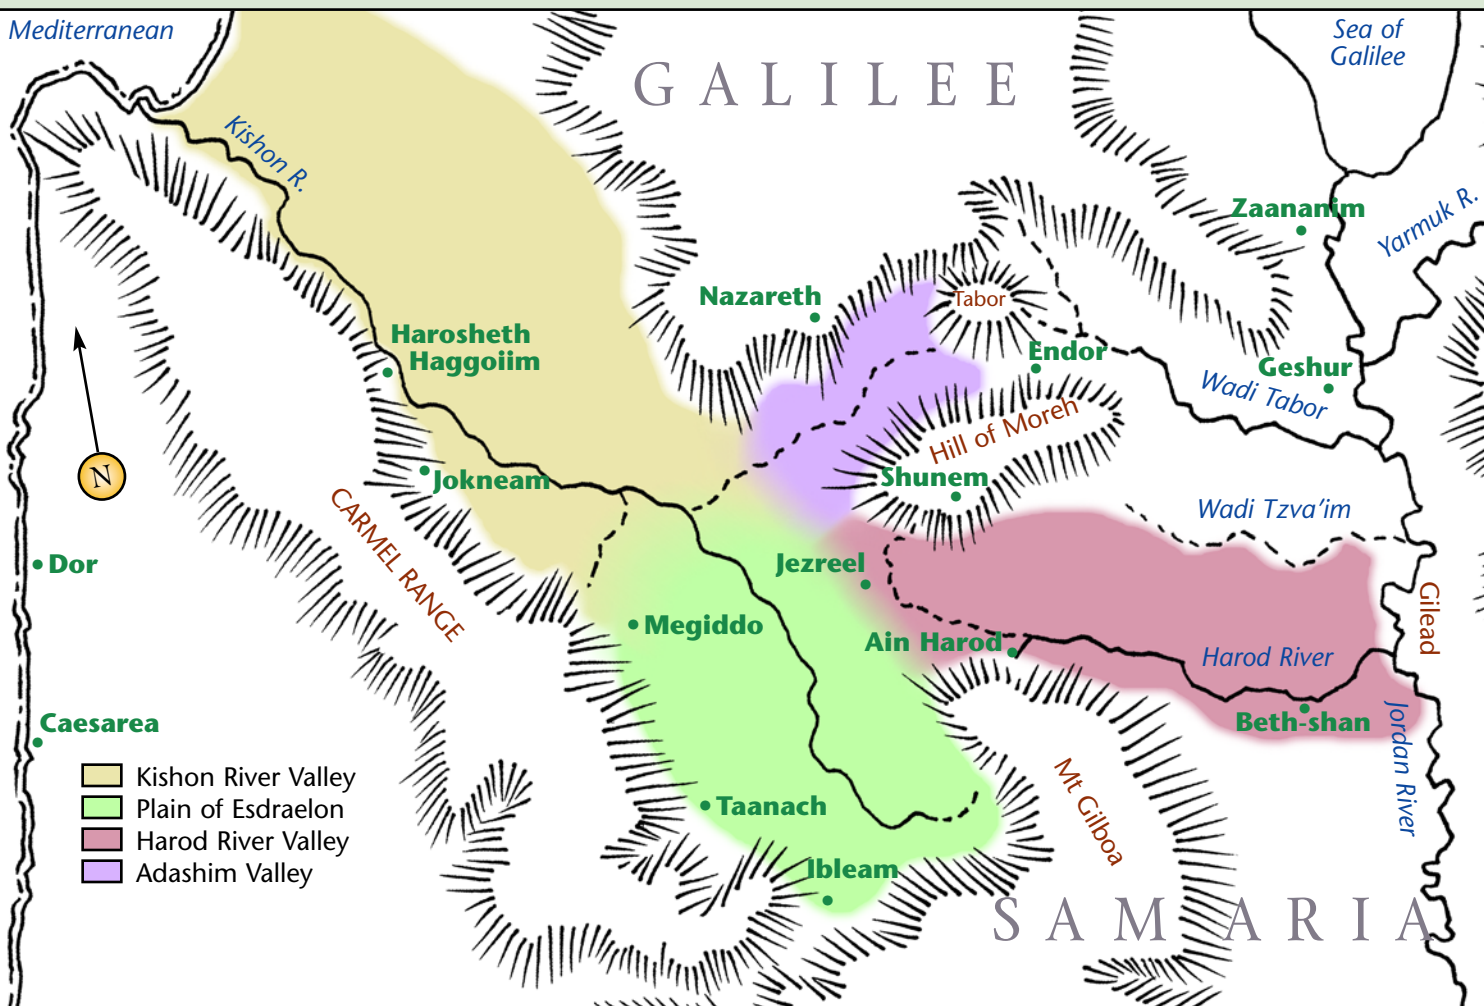 Mediterranean
Sea of
Galilee
GALILEE
Kishon R.
Zaananim
Yarmuk R.
Nazareth
Tabor
Harosheth
Haggoiim
Endor
Geshur
Wadi Tabor
Hill of Moreh
Jokneam
Shunem
N
CARMEL RANGE
Wadi Tzva'im
Dor
Jezreel
Megiddo
Gilead
Ain Harod
Harod River
Caesarea
Beth-shan
Jordan River
Kishon River Valley
Plain of Esdraelon
Harod River Valley
Adashim Valley
Taanach
Mt Gilboa
Ibleam
SAMARIA